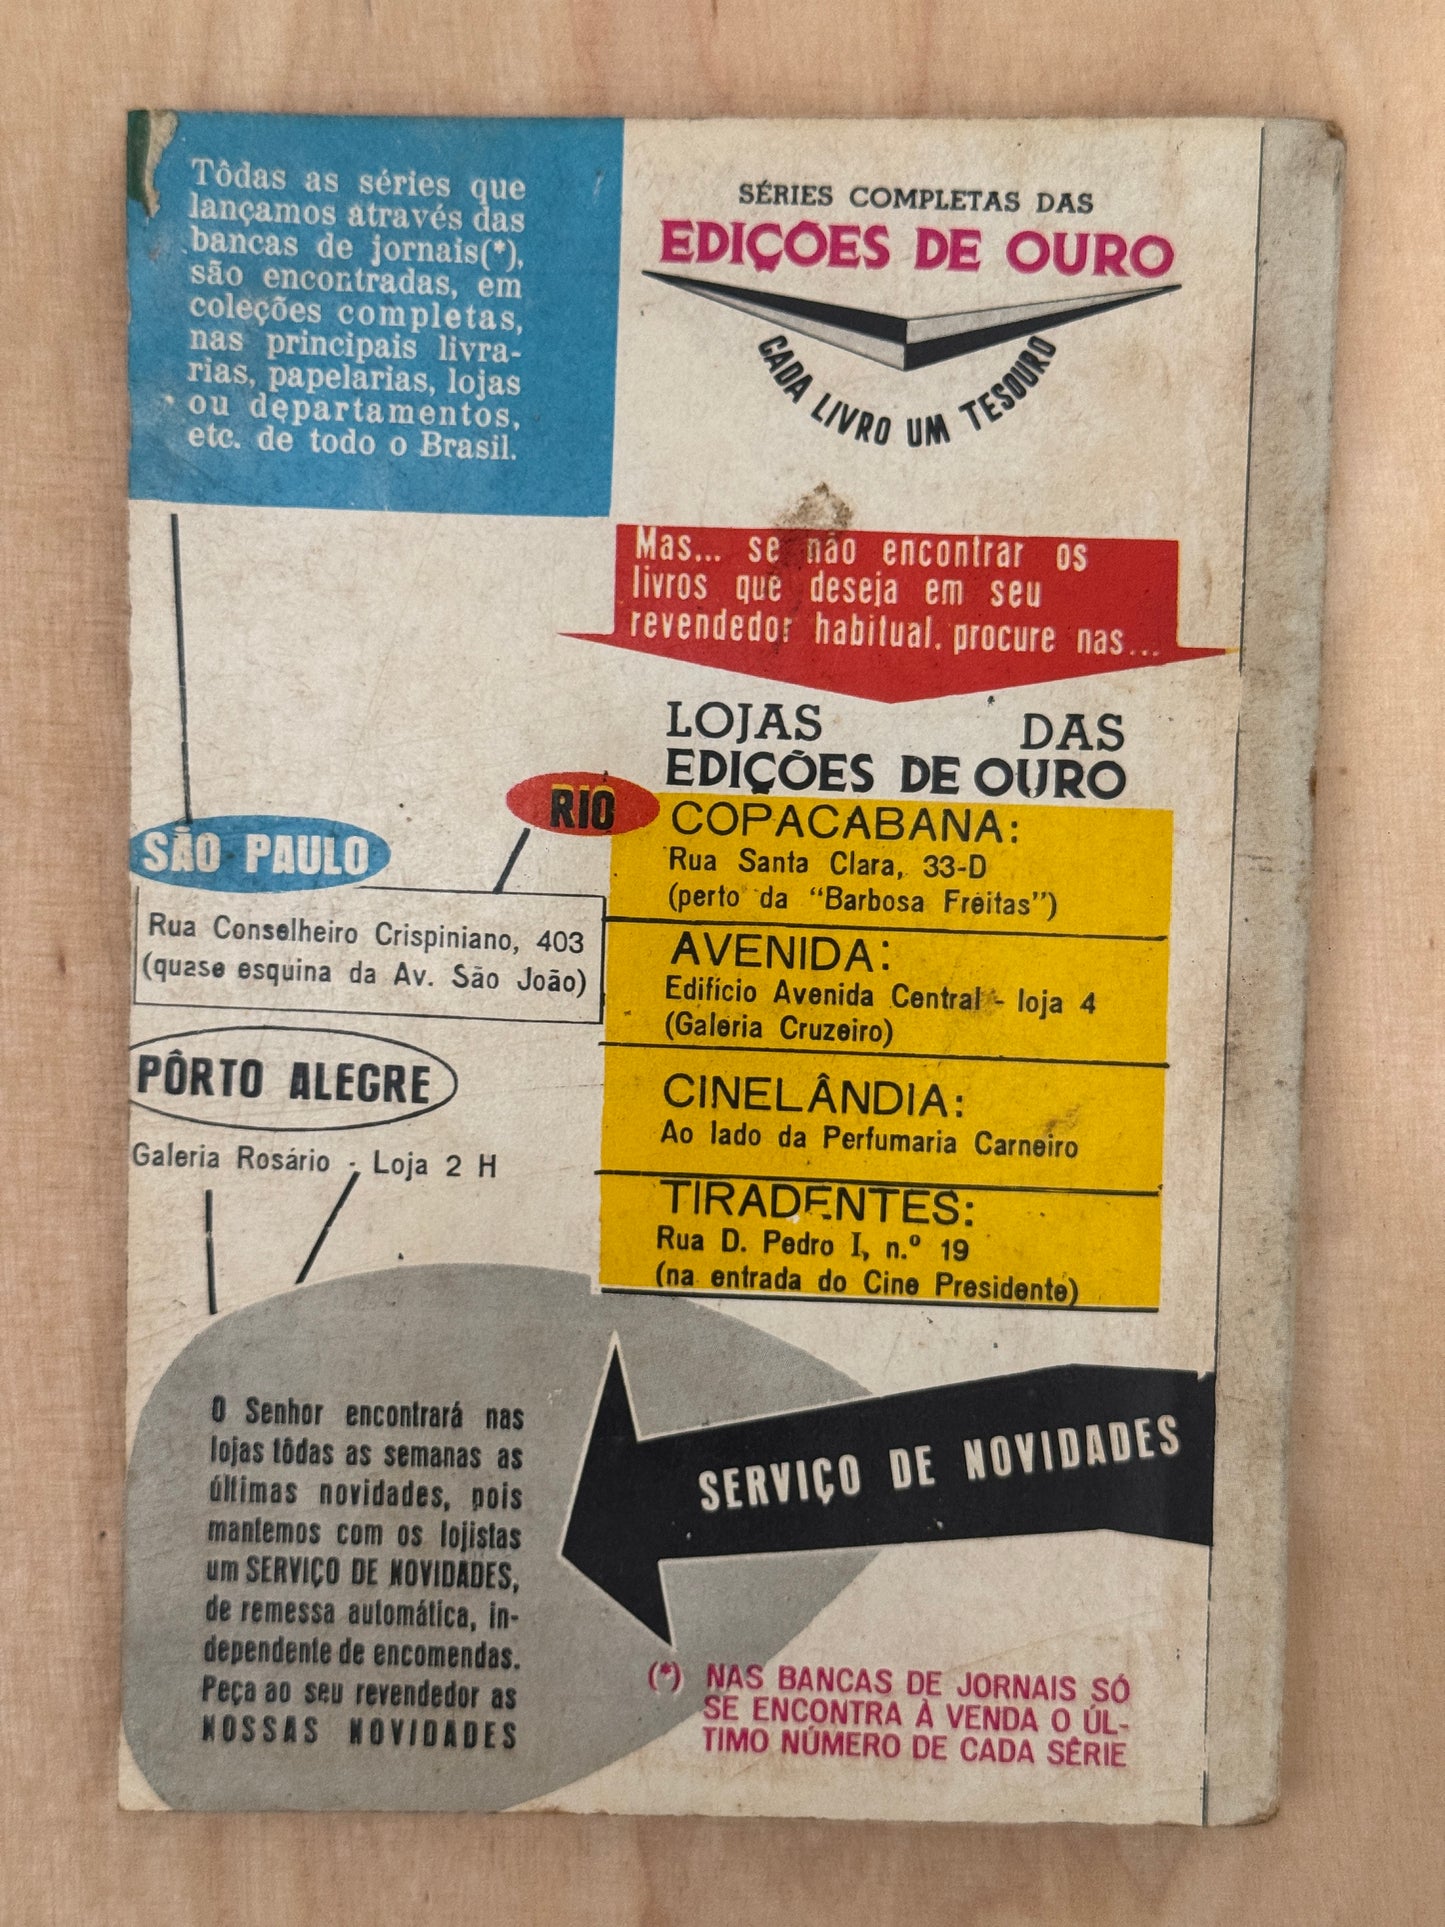 Tôdas as séries que
lançamos através das
bancas de jornais(*),
são encontradas, em
coleções completas,
nas principais livra-
rias, papelarias, lojas
ou departamentos,
etc. de todo o Brasil.
SÉRIES COMPLETAS DAS
EDIÇÕES DE OURO
CADA LIVRO UM TESOURO
Mas... se não encontrar os
livros que deseja em seu
revendedor habitual, procure nas...
LOJAS DAS
EDIÇÕES DE OURO
RIO
COPACABANA:
Rua Santa Clara, 33-D
(perto da “Barbosa Freitas”)
AVENIDA:
Edifício Avenida Central - loja 4
(Galeria Cruzeiro)
CINELÂNDIA:
Ao lado da Perfumaria Carneiro
TIRADENTES:
Rua D. Pedro I, n.º 19
(na entrada do Cine Presidente)
SÃO PAULO
Rua Conselheiro Crispiniano, 403
(quase esquina da Av. São João)
PÔRTO ALEGRE
Galeria Rosário - Loja 2 H
O Senhor encontrará nas
lojas tôdas as semanas as
últimas novidades, pois
mantemos com os lojistas
um SERVIÇO DE NOVIDADES,
de remessa automática, in-
dependente de encomendas.
Peça ao seu revendedor as
NOSSAS NOVIDADES
SERVIÇO DE NOVIDADES
(*) NAS BANCAS DE JORNAIS SÓ
SE ENCONTRA À VENDA O ÚL-
TIMO NÚMERO DE CADA SÉRIE